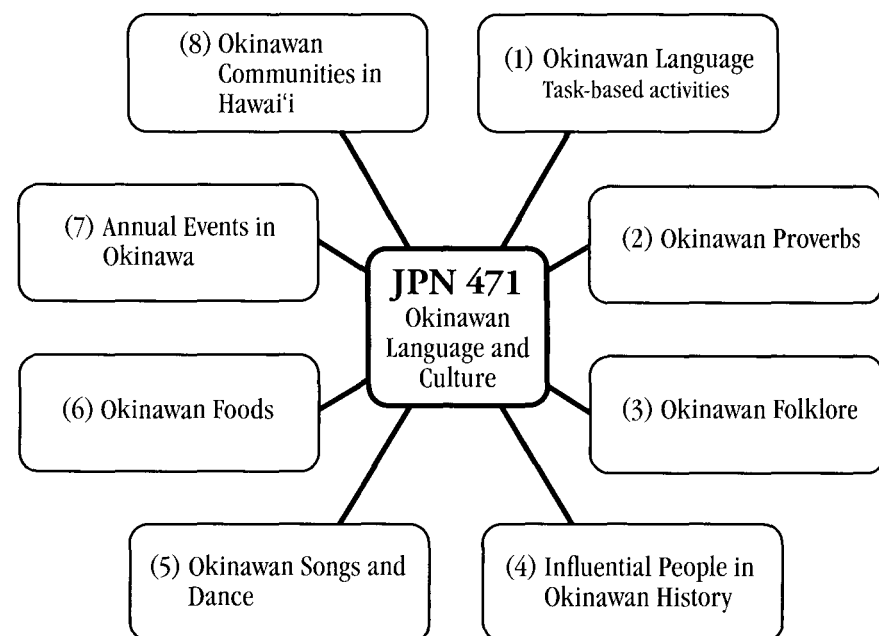 JPN 471
Okinawan
Language and
Culture
(1) Okinawan Language
Task-based activities
(2) Okinawan Proverbs
(3) Okinawan Folklore
(4) Influential People in
Okinawan History
(5) Okinawan Songs and
Dance
(6) Okinawan Foods
(7) Annual Events in
Okinawa
(8) Okinawan
Communities in
Hawai‘i